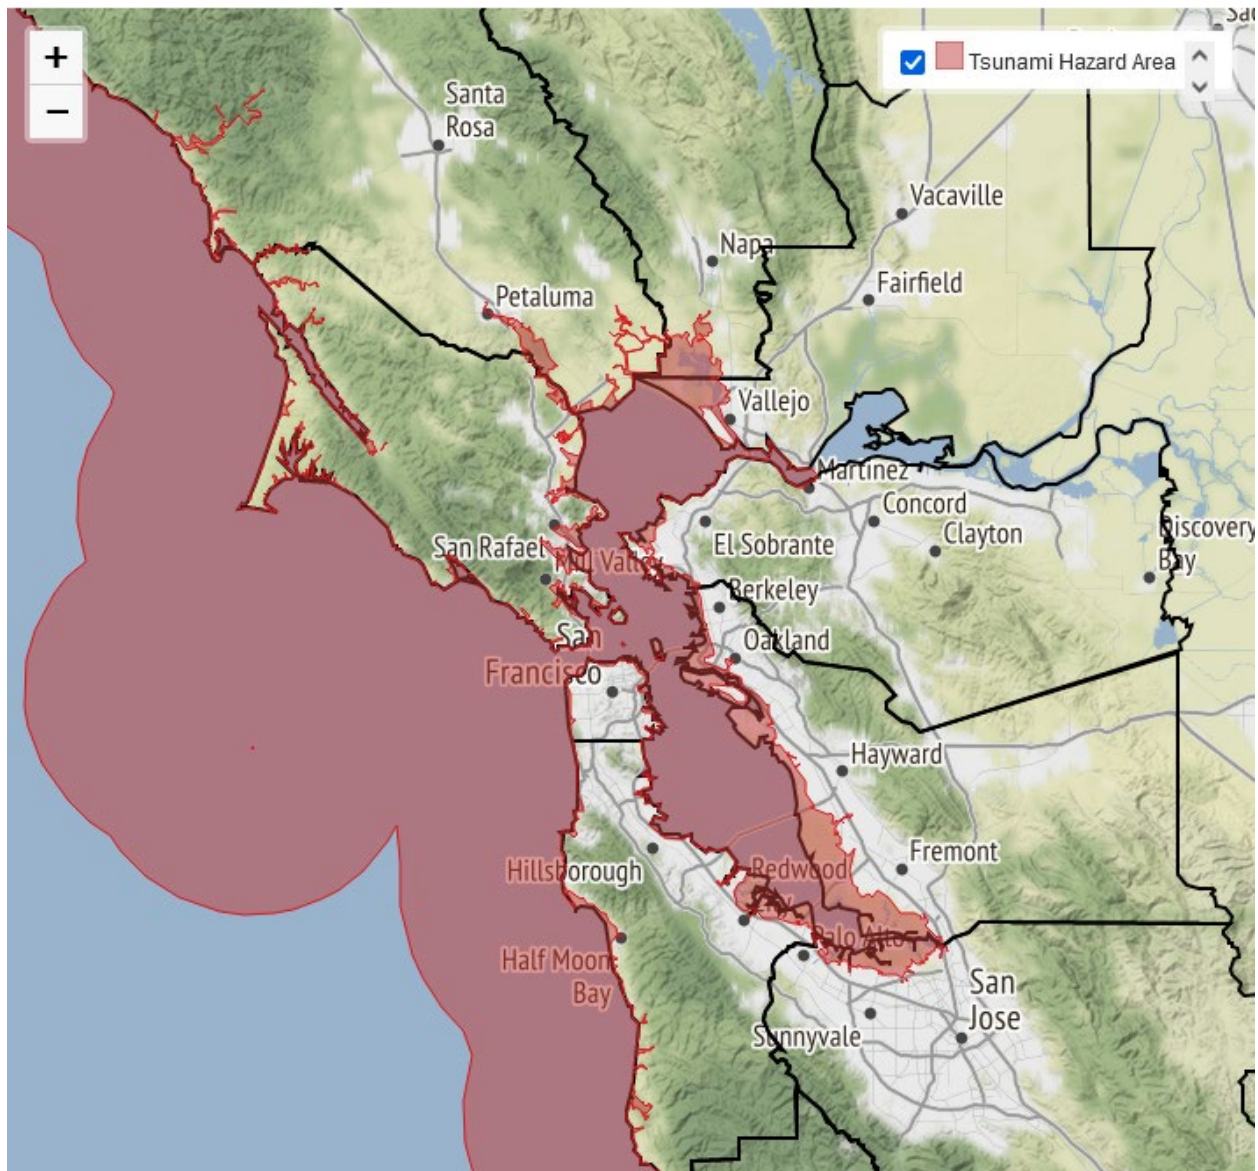 +
−
Tsunami Hazard Area
Santa
Rosa
Vacaville
Napa
Fairfield
Petaluma
Vallejo
Martinez
Concord
Clayton
Discovery
Bay
El Sobrante
San Rafael
Mill Valley
Berkeley
San
Francisco
Oakland
Hayward
Hillsborough
Redwood
Fremont
Palo Alto
Half Moon
Bay
San
Jose
Sunnyvale